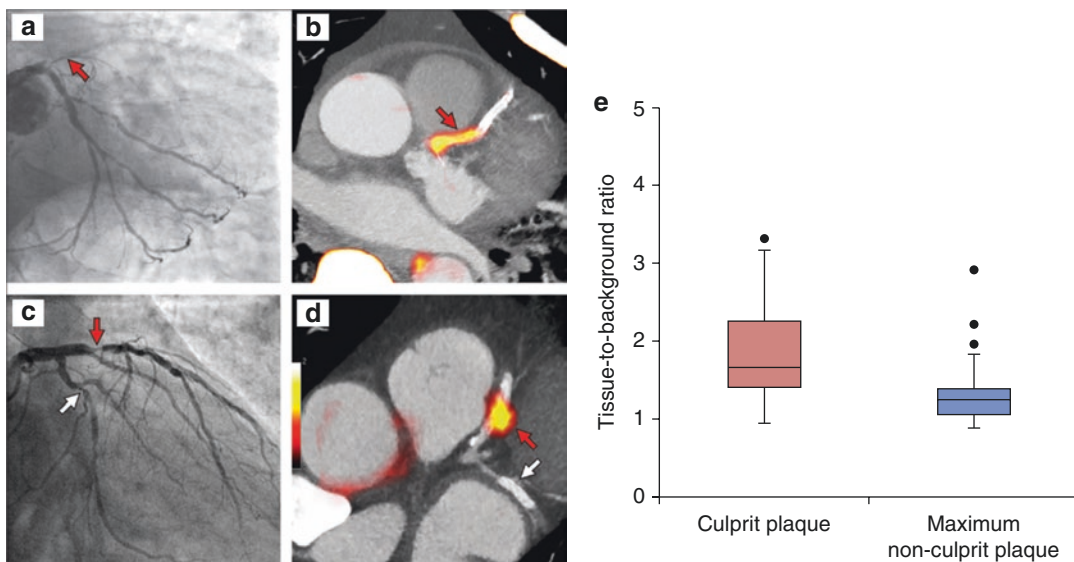 a
b
c
d
e
Tissue-to-background ratio
5
4
3
2
1
0
Culprit plaque
Maximum
non-culprit plaque